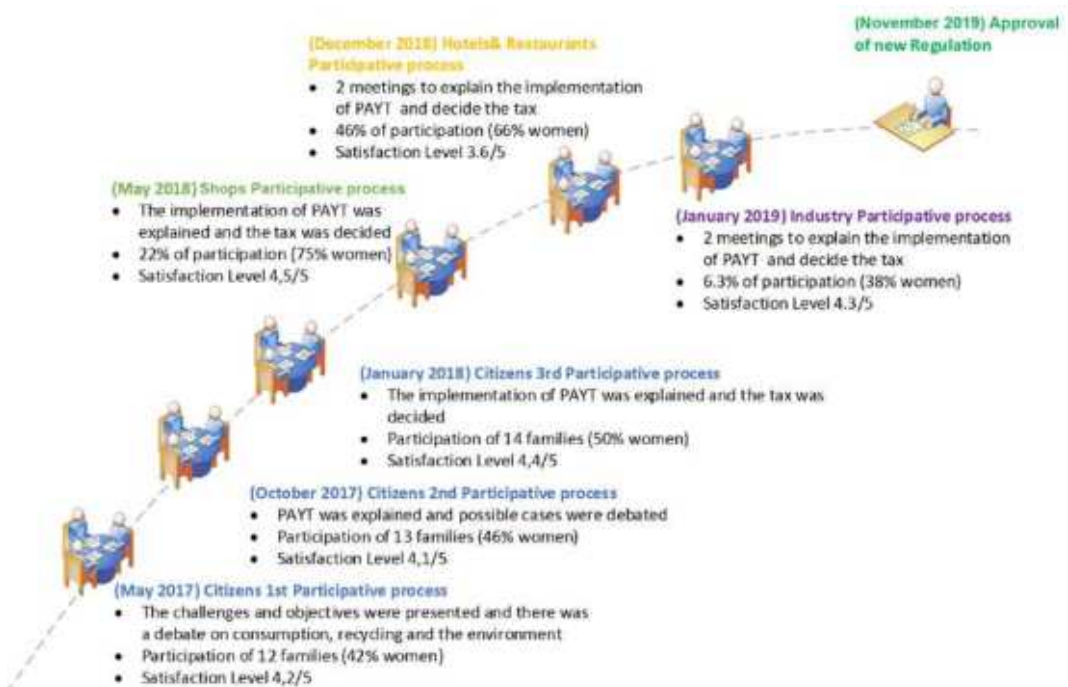 (November 2019) Approval
of new Regulation
(December 2018) Hotels& Restaurants
Participative process
• 2 meetings to explain the implementation
of PAYT and decide the tax
• 46% of participation (66% women)
• Satisfaction Level 3.6/5
(May 2018) Shops Participative process
• The implementation of PAYT was
explained and the tax was decided
• 22% of participation (75% women)
• Satisfaction Level 4,5/5
(January 2019) Industry Participative process
• 2 meetings to explain the implementation
of PAYT and decide the tax
• 6.3% of participation (38% women)
• Satisfaction Level 4.3/5
(January 2018) Citizens 3rd Participative process
• The implementation of PAYT was explained and the tax was
decided
• Participation of 14 families (50% women)
• Satisfaction Level 4,4/5
(October 2017) Citizens 2nd Participative process
• PAYT was explained and possible cases were debated
• Participation of 13 families (46% women)
• Satisfaction Level 4,1/5
(May 2017) Citizens 1st Participative process
• The challenges and objectives were presented and there was
a debate on consumption, recycling and the environment
• Participation of 12 families (42% women)
• Satisfaction Level 4,2/5